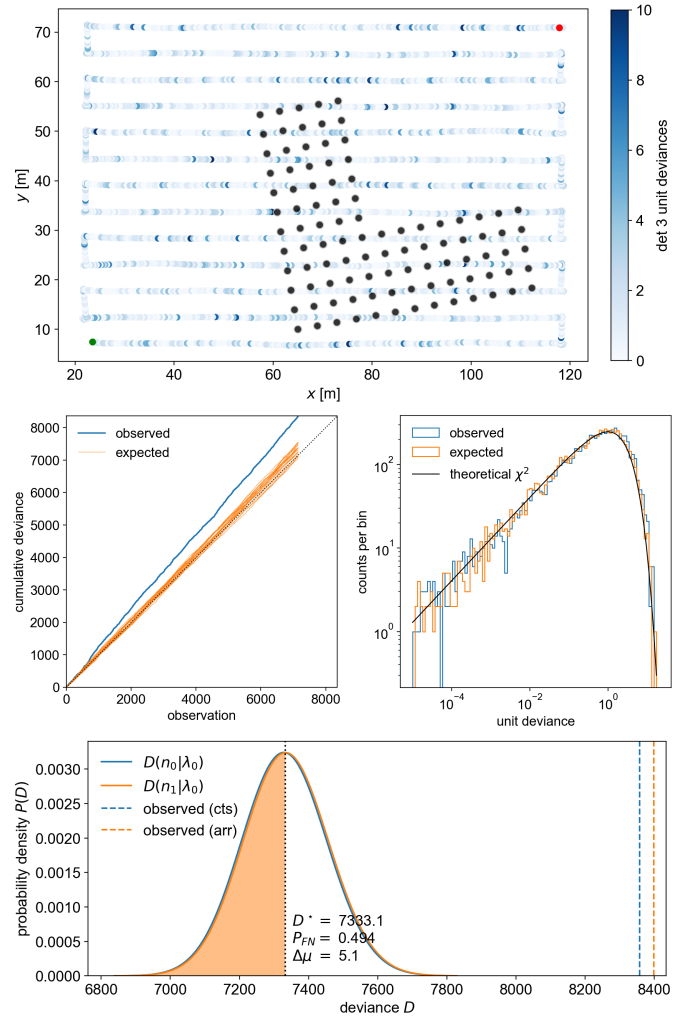 70
60
50
40
30
20
10
y [m]
20
40
60
80
100
120
x [m]
10
8
6
4
2
0
det 3 unit deviances
8000
7000
6000
5000
4000
3000
2000
1000
0
cumulative deviance
observed
expected
0
2000
4000
6000
8000
observation
10²
10¹
10⁰
counts per bin
observed
expected
theoretical χ²
10⁻⁴
10⁻²
10⁰
unit deviance
0.0030
0.0025
0.0020
0.0015
0.0010
0.0005
0.0000
probability density P(D)
D(n₀|λ₀)
D(n₁|λ₀)
observed (cts)
observed (arr)
D* = 7333.1
P_FN = 0.494
Δμ = 5.1
6800
7000
7200
7400
7600
7800
8000
8200
8400
deviance D